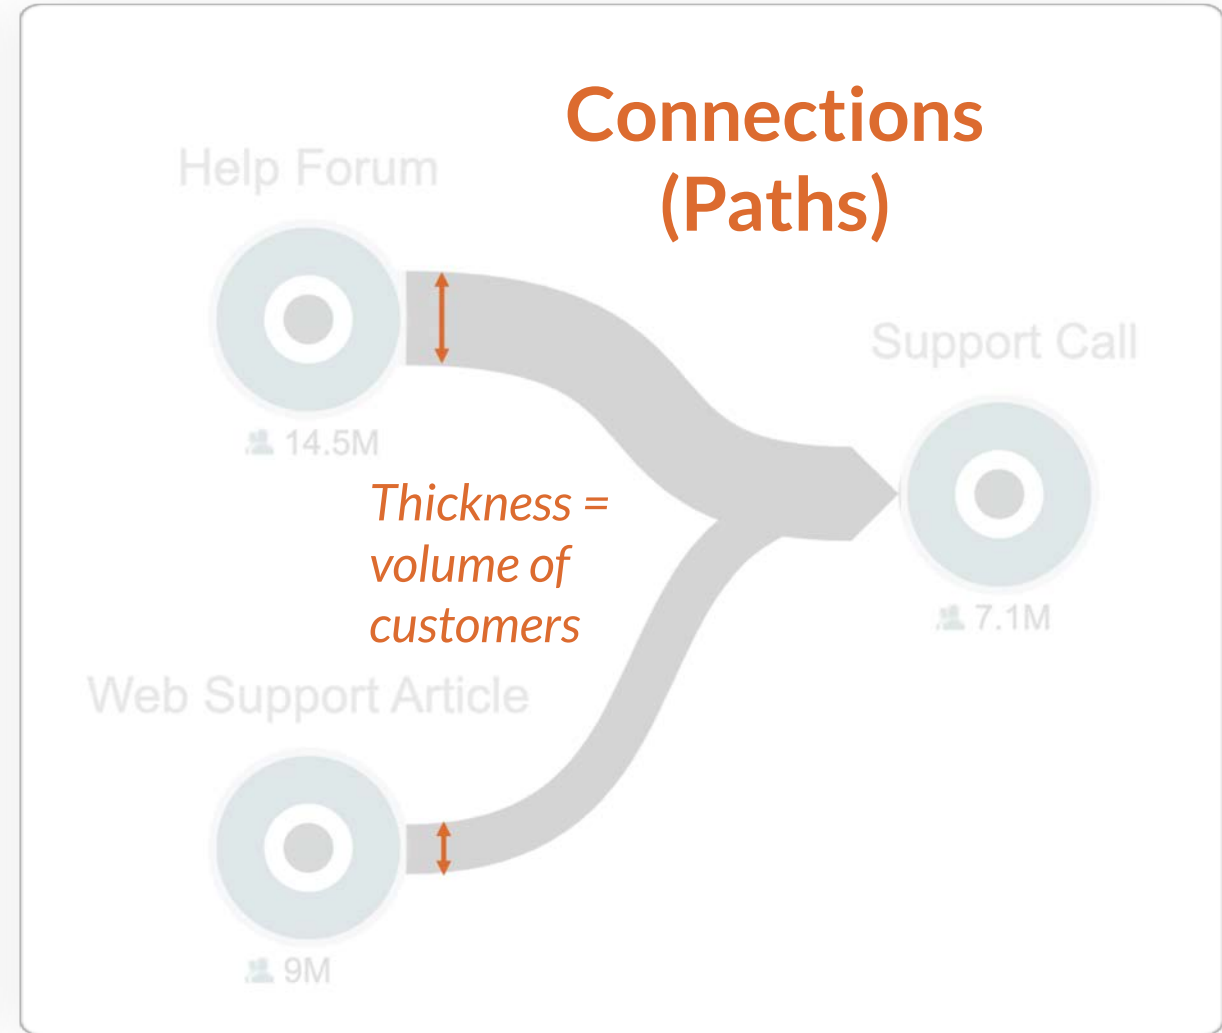 Connections
(Paths)
Help Forum
14.5M
Support Call
7.1M
Thickness =
volume of
customers
Web Support Article
9M